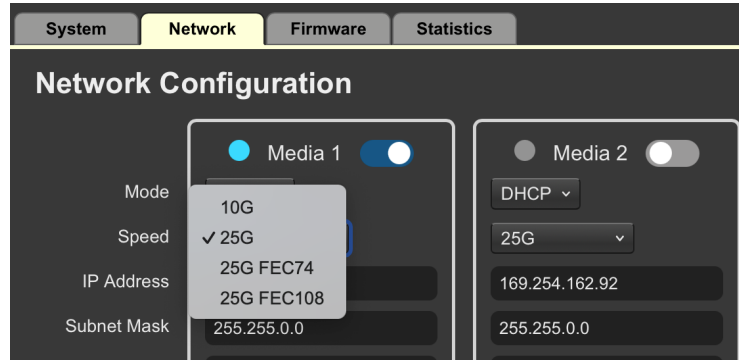 System Network Firmware Statistics
Network Configuration
Media 1 Media 2
Mode DHCP
10G
Speed ✓ 25G 25G
25G FEC74
IP Address 169.254.162.92
25G FEC108
Subnet Mask 255.255.0.0 255.255.0.0